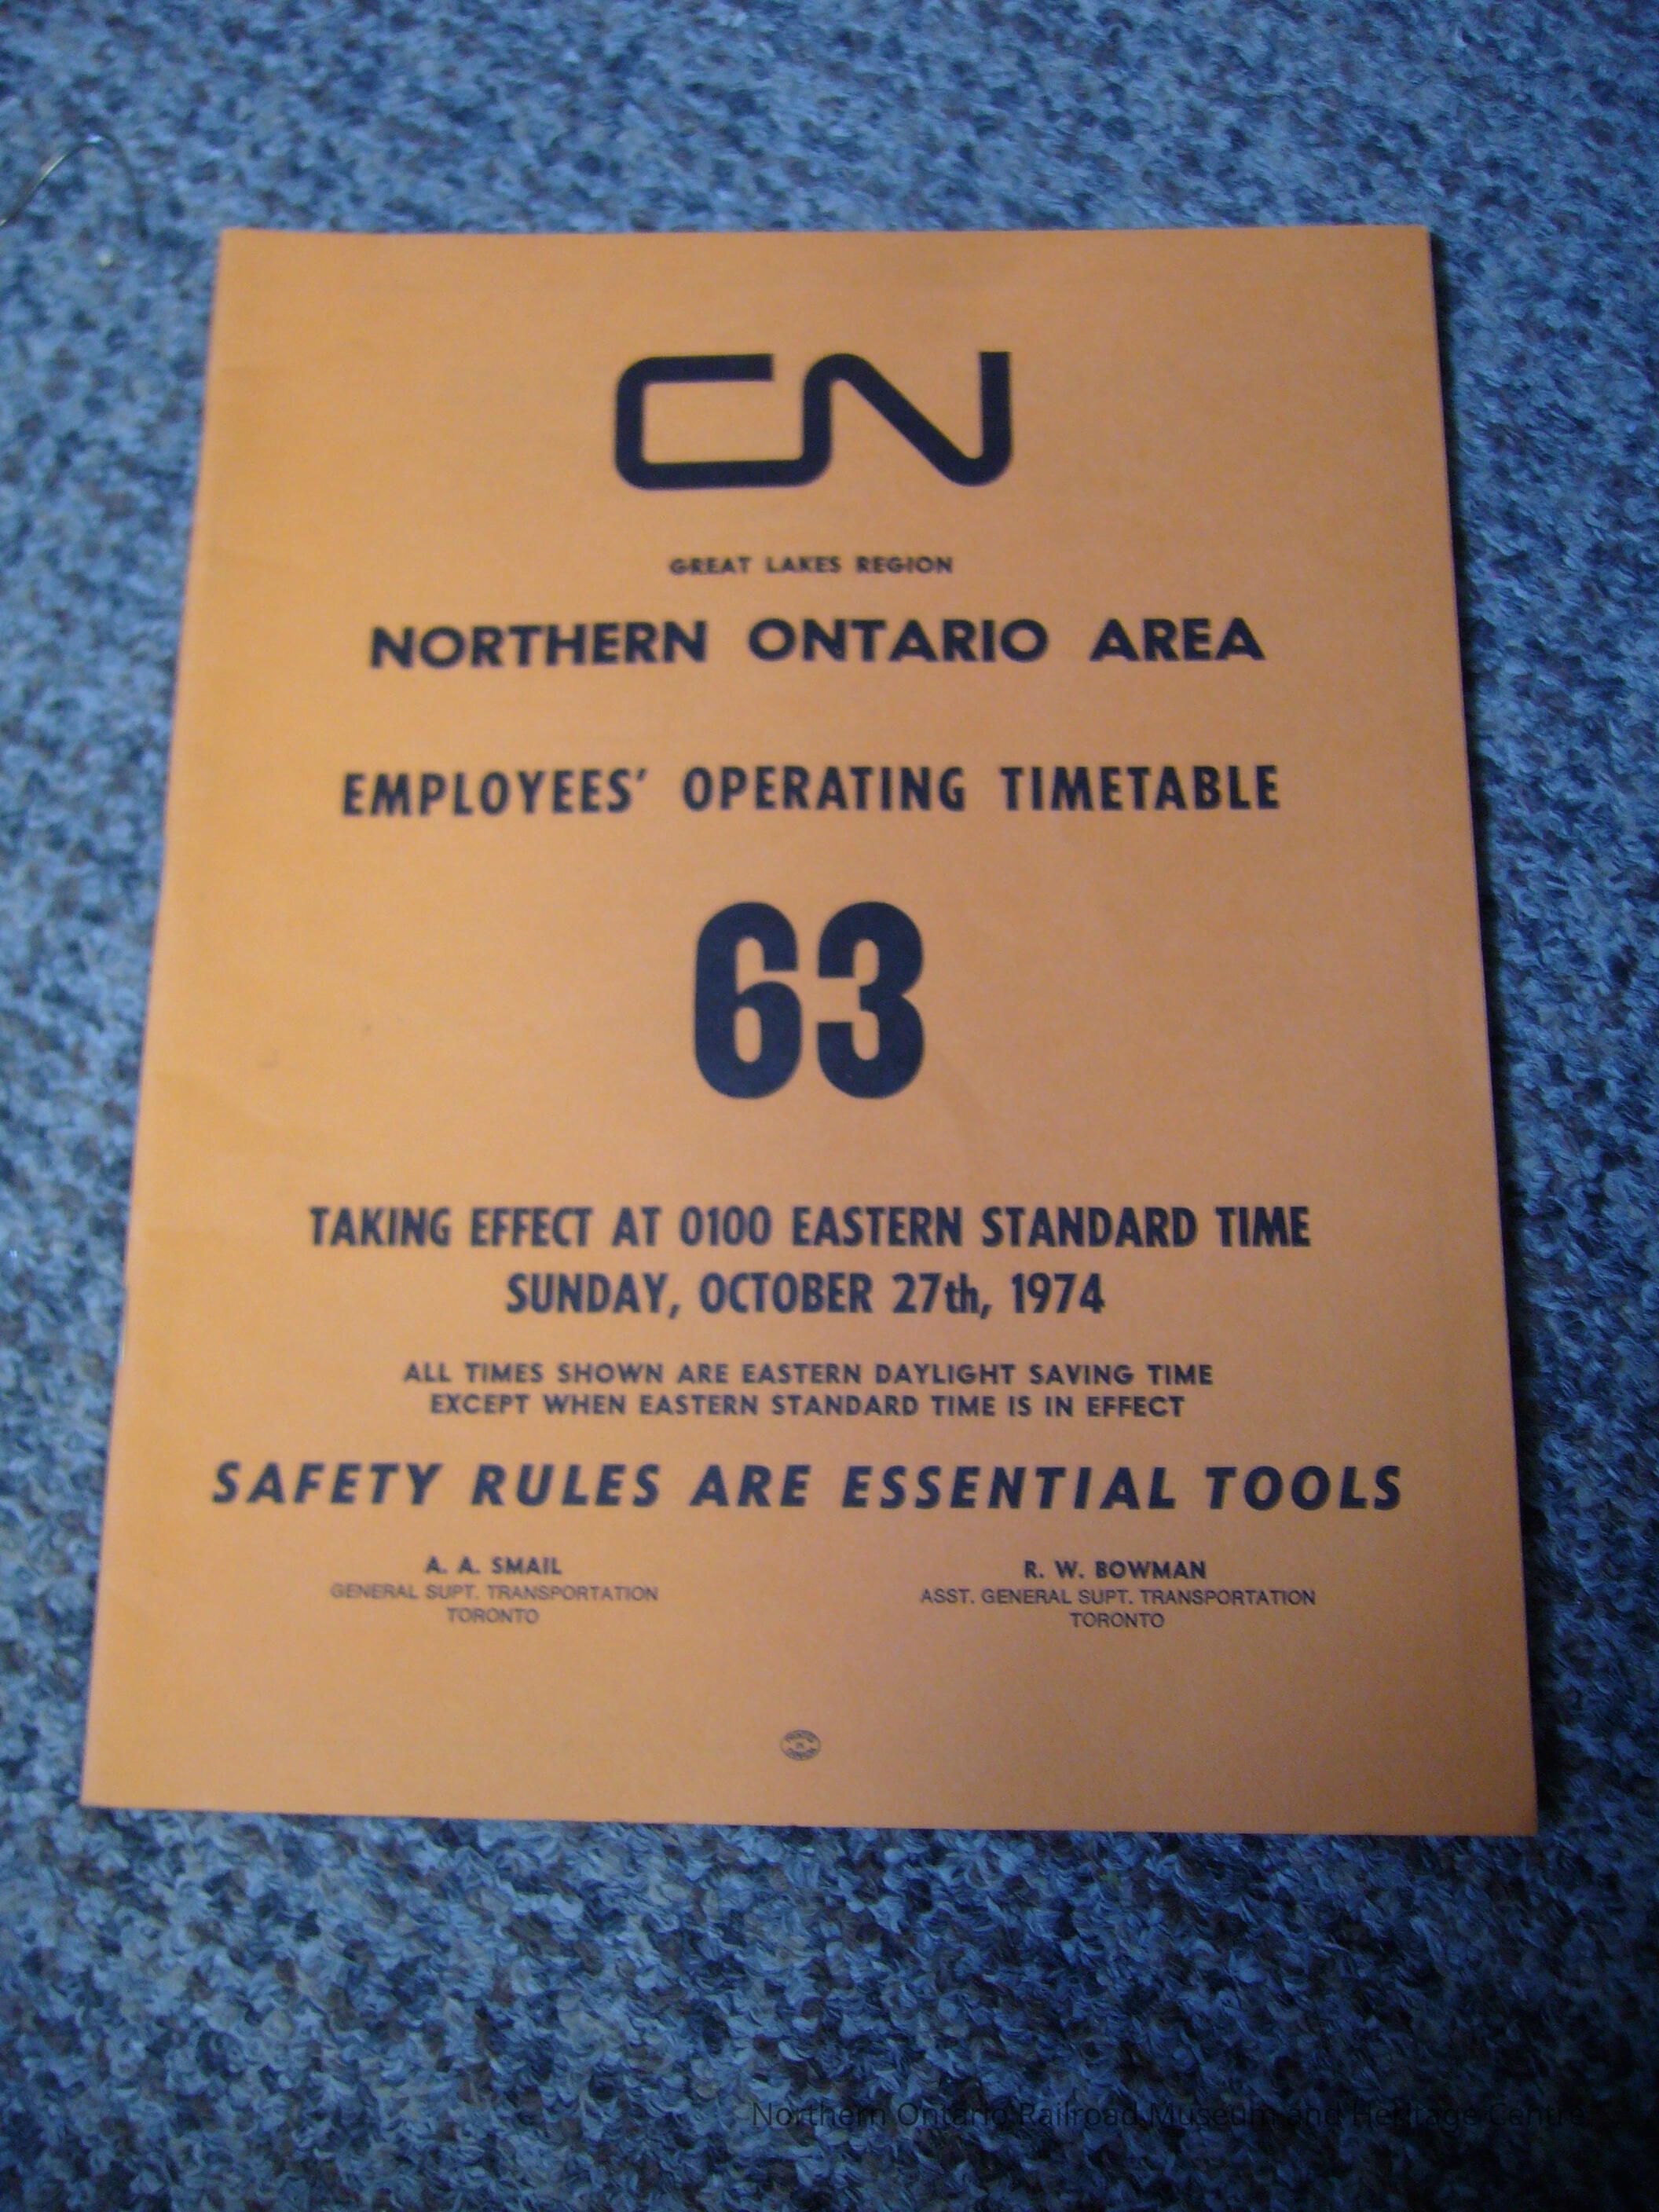 CN
GREAT LAKES REGION
NORTHERN ONTARIO AREA
EMPLOYEES' OPERATING TIMETABLE
63
TAKING EFFECT AT 0100 EASTERN STANDARD TIME
SUNDAY, OCTOBER 27th, 1974
ALL TIMES SHOWN ARE EASTERN DAYLIGHT SAVING TIME
EXCEPT WHEN EASTERN STANDARD TIME IS IN EFFECT
SAFETY RULES ARE ESSENTIAL TOOLS
A. A. SMAIL
GENERAL SUPT. TRANSPORTATION
TORONTO
R. W. BOWMAN
ASST. GENERAL SUPT. TRANSPORTATION
TORONTO
Northern Ontario Railroad Museum and Heritage Centre